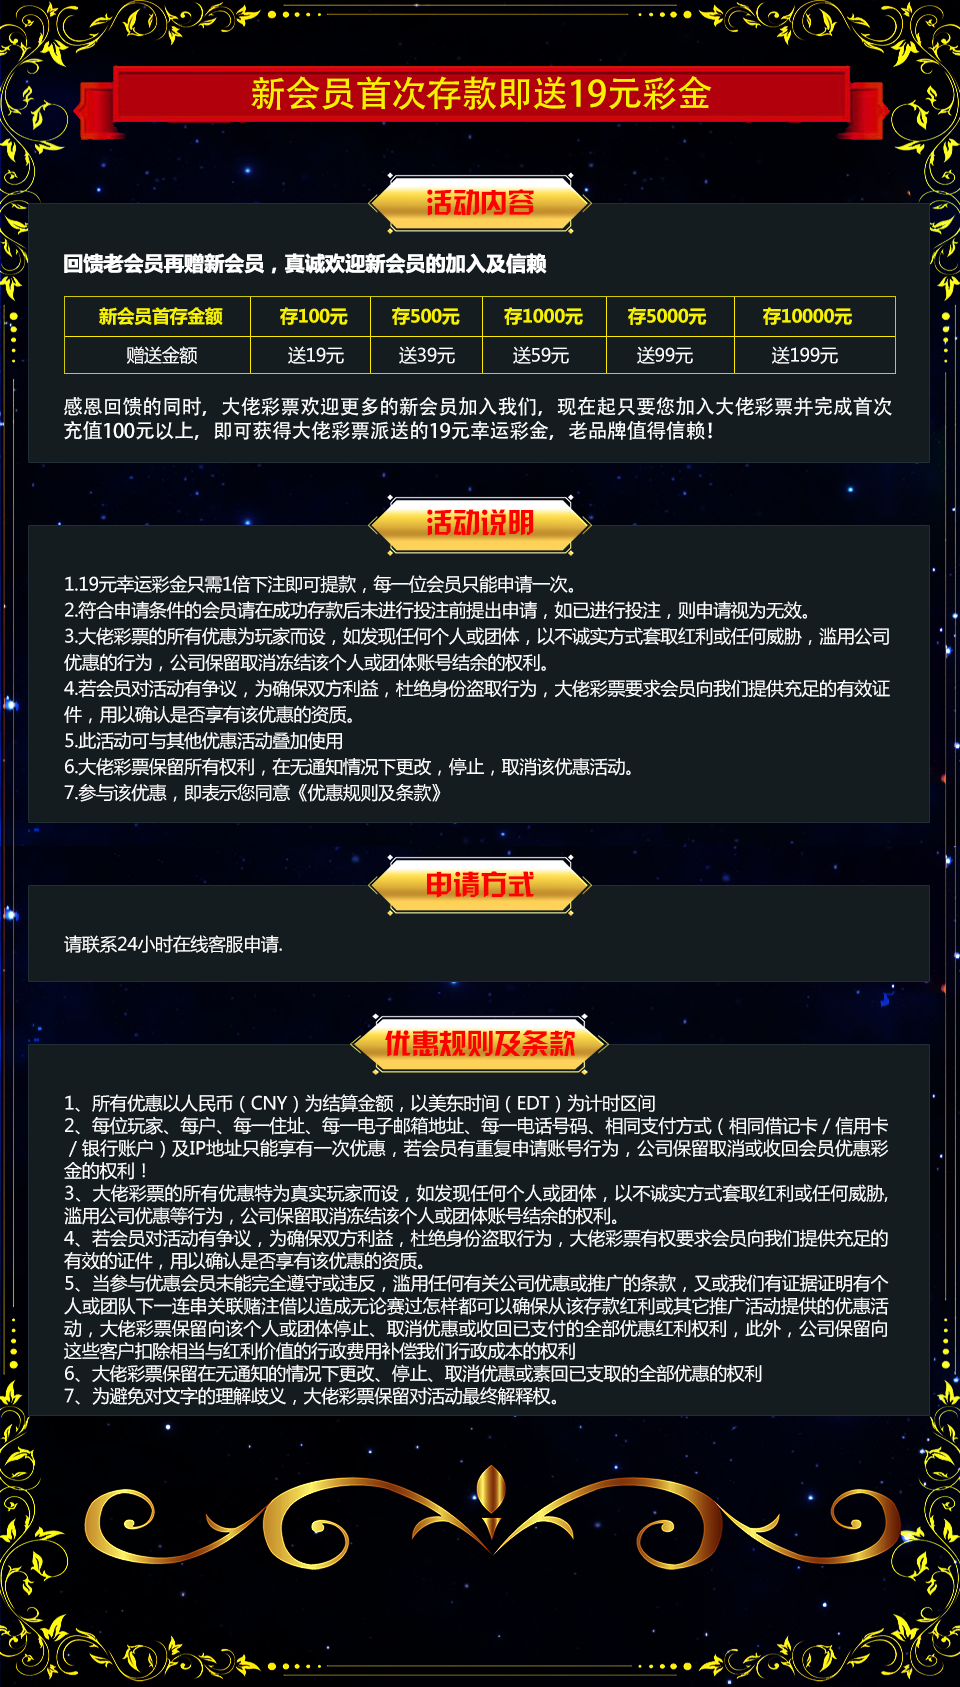 新会员首次存款即送19元彩金
活动内容
回馈老会员再赠新会员，真诚欢迎新会员的加入及信赖
新会员首存金额 存100元 存500元 存1000元 存5000元 存10000元
赠送金额 送19元 送39元 送59元 送99元 送199元
感恩回馈的同时，大佬彩票欢迎更多的新会员加入我们，现在起只要您加入大佬彩票并完成首次
充值100元以上，即可获得大佬彩票派送的19元幸运彩金，老品牌值得信赖！
活动说明
1.19元幸运彩金只需1倍下注即可提款，每一位会员只能申请一次。
2.符合申请条件的会员请在成功存款后未进行投注前提出申请，如已进行投注，则申请视为无效。
3.大佬彩票的所有优惠为玩家而设，如发现任何个人或团体，以不诚实方式套取红利或任何威胁，滥用公司
优惠的行为，公司保留取消冻结该个人或团体账号结余的权利。
4.若会员对活动有争议，为确保双方利益，杜绝身份盗取行为，大佬彩票要求会员向我们提供充足的有效证
件，用以确认是否享有该优惠的资质。
5.此活动可与其他优惠活动叠加使用
6.大佬彩票保留所有权利，在无通知情况下更改，停止，取消该优惠活动。
7.参与该优惠，即表示您同意《优惠规则及条款》
申请方式
请联系24小时在线客服申请.
优惠规则及条款
1、所有优惠以人民币（CNY）为结算金额，以美东时间（EDT）为计时区间
2、每位玩家、每户、每一住址、每一电子邮箱地址、每一电话号码、相同支付方式（相同借记卡／信用卡
／银行账户）及IP地址只能享有一次优惠，若会员有重复申请账号行为，公司保留取消或收回会员优惠彩
金的权利！
3、大佬彩票的所有优惠特为真实玩家而设，如发现任何个人或团体，以不诚实方式套取红利或任何威胁,
滥用公司优惠等行为，公司保留取消冻结该个人或团体账号结余的权利。
4、若会员对活动有争议，为确保双方利益，杜绝身份盗取行为，大佬彩票有权要求会员向我们提供充足的
有效的证件，用以确认是否享有该优惠的资质。
5、当参与优惠会员未能完全遵守或违反，滥用任何有关公司优惠或推广的条款，又或我们有证据证明有个
人或团队下一连串关联赌注借以造成无论赛过怎样都可以确保从该存款红利或其它推广活动提供的优惠活
动，大佬彩票保留向该个人或团体停止、取消优惠或收回已支付的全部优惠红利权利，此外，公司保留向
这些客户扣除相当与红利价值的行政费用补偿我们行政成本的权利
6、大佬彩票保留在无通知的情况下更改、停止、取消优惠或素回已支取的全部优惠的权利
7、为避免对文字的理解歧义，大佬彩票保留对活动最终解释权。